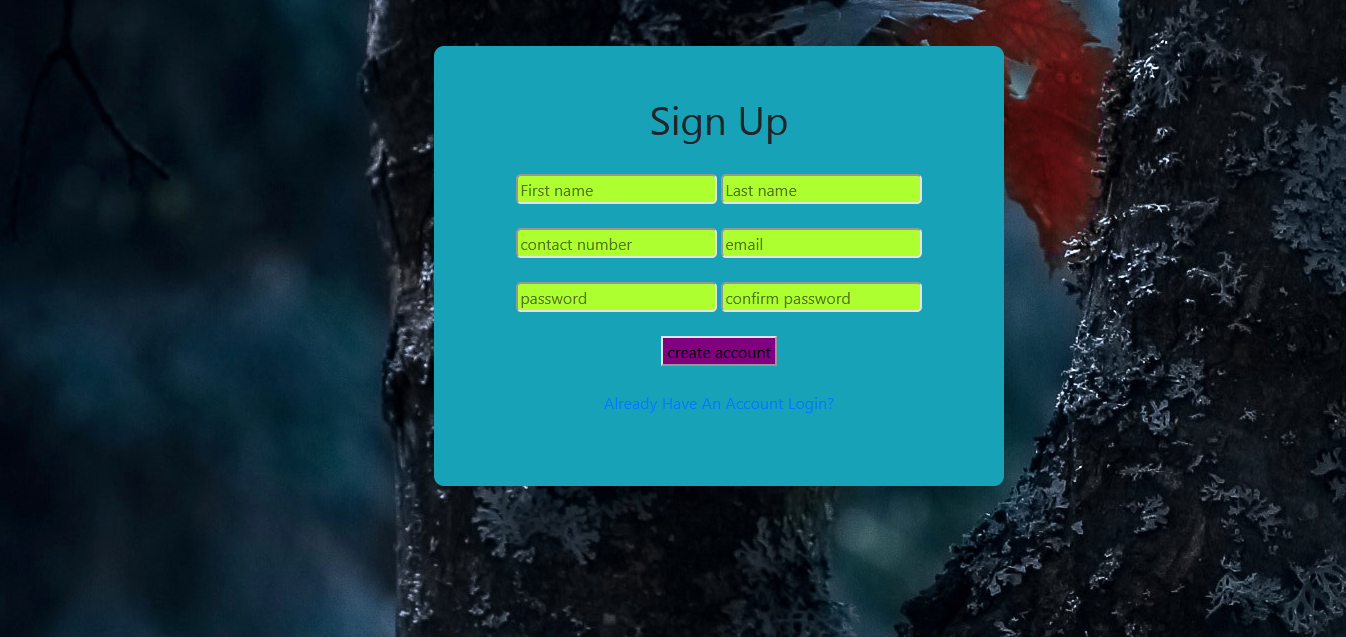 Sign Up
First name Last name
contact number email
password confirm password
create account
Already Have An Account Login?